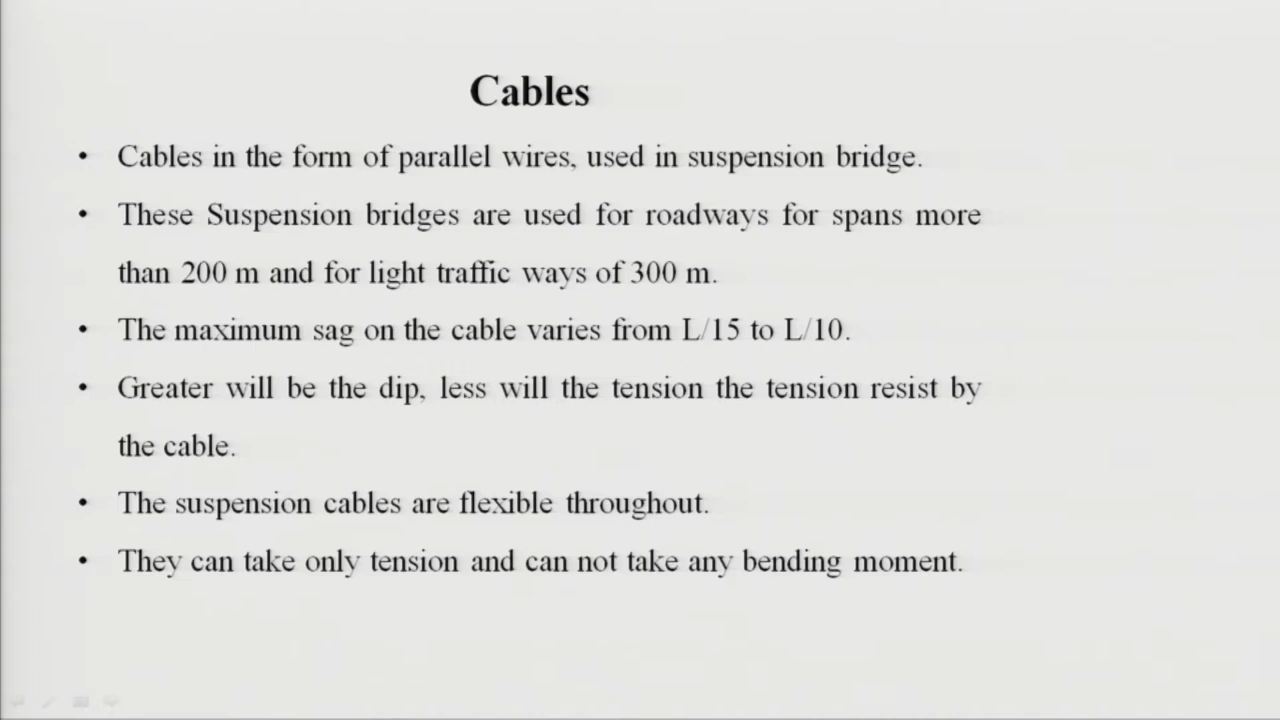 Cables
• Cables in the form of parallel wires, used in suspension bridge.
• These Suspension bridges are used for roadways for spans more
than 200 m and for light traffic ways of 300 m.
• The maximum sag on the cable varies from L/15 to L/10.
• Greater will be the dip, less will the tension the tension resist by
the cable.
• The suspension cables are flexible throughout.
• They can take only tension and can not take any bending moment.